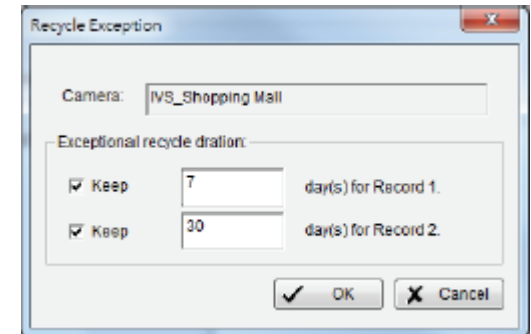 Recycle Exception
Camera: IVS_Shopping Mall
Exceptional recycle dration:
Keep 7 day(s) for Record 1.
Keep 30 day(s) for Record 2.
OK Cancel